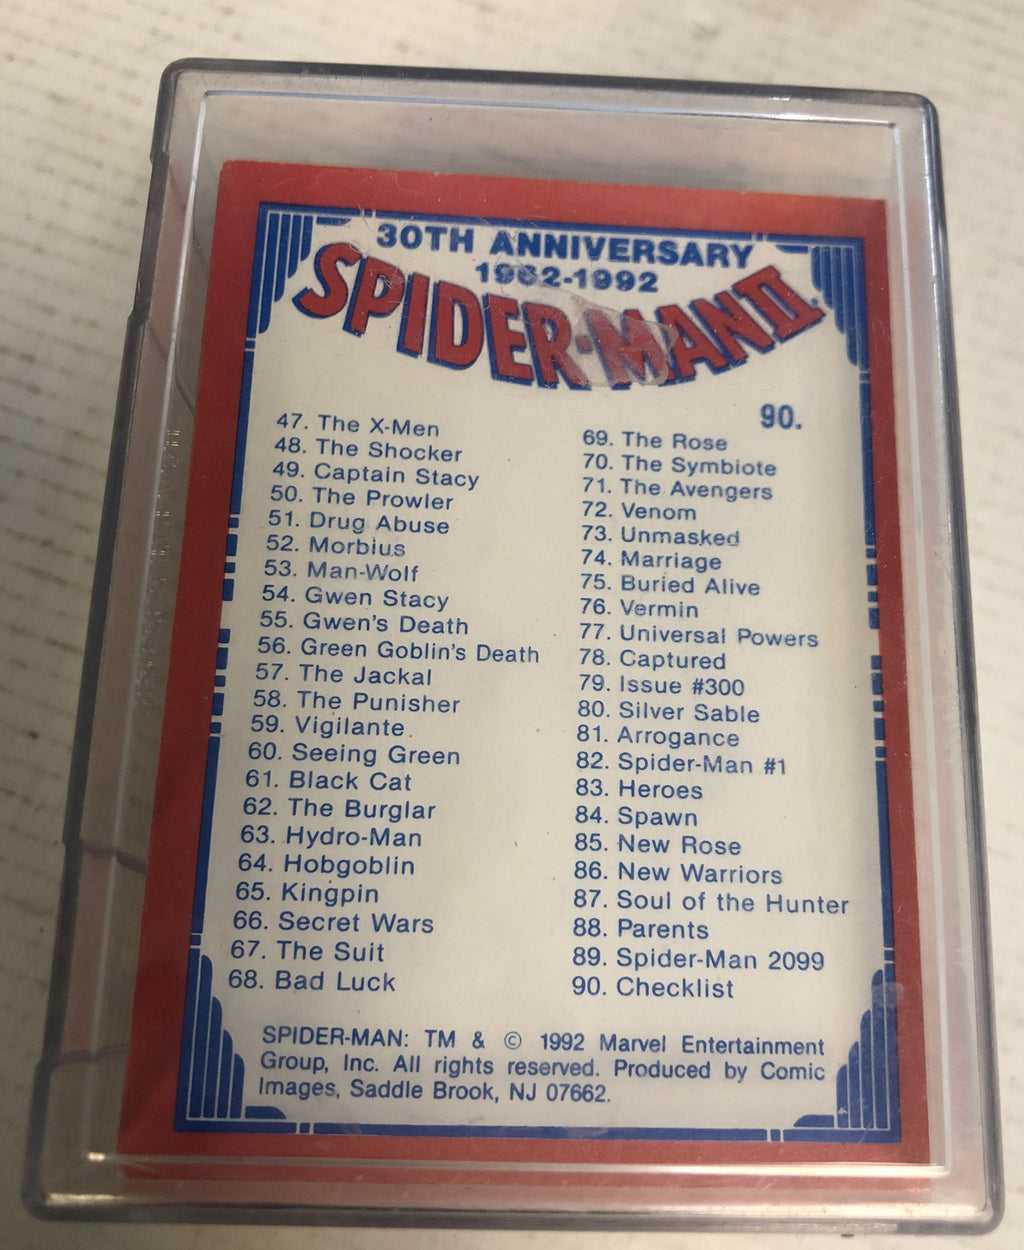 30TH ANNIVERSARY
1962-1992
SPIDER-MAN II
90.
47. The X-Men
48. The Shocker
49. Captain Stacy
50. The Prowler
51. Drug Abuse
52. Morbius
53. Man-Wolf
54. Gwen Stacy
55. Gwen's Death
56. Green Goblin's Death
57. The Jackal
58. The Punisher
59. Vigilante
60. Seeing Green
61. Black Cat
62. The Burglar
63. Hydro-Man
64. Hobgoblin
65. Kingpin
66. Secret Wars
67. The Suit
68. Bad Luck
69. The Rose
70. The Symbiote
71. The Avengers
72. Venom
73. Unmasked
74. Marriage
75. Buried Alive
76. Vermin
77. Universal Powers
78. Captured
79. Issue #300
80. Silver Sable
81. Arrogance
82. Spider-Man #1
83. Heroes
84. Spawn
85. New Rose
86. New Warriors
87. Soul of the Hunter
88. Parents
89. Spider-Man 2099
90. Checklist
SPIDER-MAN: TM & © 1992 Marvel Entertainment
Group, Inc. All rights reserved. Produced by Comic
Images, Saddle Brook, NJ 07662.